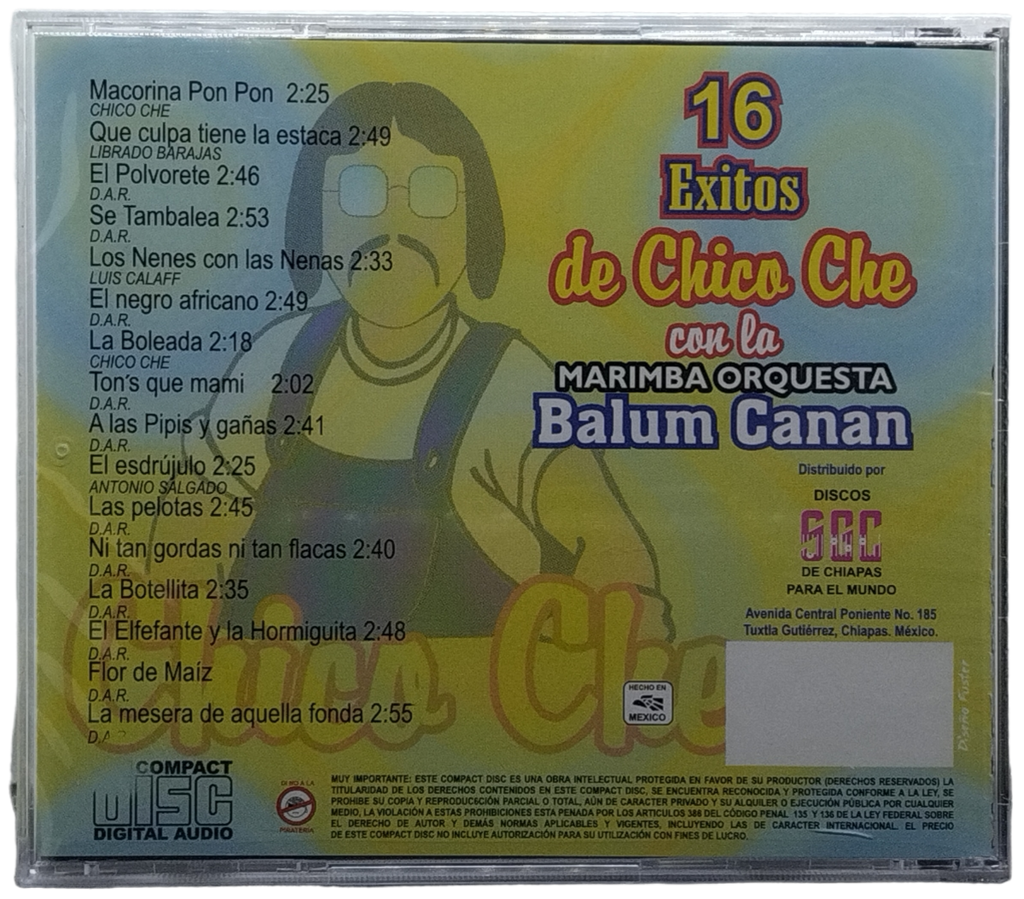 Macorina Pon Pon 2:25
CHICO CHE
Que culpa tiene la estaca 2:49
LIBRADO BARAJAS
El Polvorete 2:46
D.A.R.
Se Tambalea 2:53
D.A.R.
Los Nenes con las Nenas 2:33
LUIS CALAFF
El negro africano 2:49
D.A.R.
La Boleada 2:18
CHICO CHE
Ton´s que mami 2:02
D.A.R.
A las Pipis y gañas 2:41
D.A.R.
El esdrújulo 2:25
ANTONIO SALGADO
Las pelotas 2:45
D.A.R.
Ni tan gordas ni tan flacas 2:40
D.A.R.
La Botellita 2:35
D.A.R.
El Elfefante y la Hormiguita 2:48
D.A.R.
Flor de Maíz
D.A.R.
La mesera de aquella fonda 2:55
16
Exitos
de Chico Che
con la
MARIMBA ORQUESTA
Balum Canan
Distribuido por
DISCOS
S.G.C
DE CHIAPAS
PARA EL MUNDO
Avenida Central Poniente No. 185
Tuxtla Gutiérrez, Chiapas. México.
Chico Che
HECHO EN
MEXICO
Diseño Fuster
COMPACT
disc
DIGITAL AUDIO
DI NO A LA
PIRATERIA
MUY IMPORTANTE: ESTE COMPACT DISC ES UNA OBRA INTELECTUAL PROTEGIDA EN FAVOR DE SU PRODUCTOR (DERECHOS RESERVADOS) LA
TITULARIDAD DE LOS DERECHOS CONTENIDOS EN ESTE COMPACT DISC, SE ENCUENTRA RECONOCIDA Y PROTEGIDA CONFORME A LA LEY, SE
PROHIBE SU COPIA Y REPRODUCCIÓN PARCIAL O TOTAL, AÚN DE CARACTER PRIVADO Y SU ALQUILER O EJECUCIÓN PÚBLICA POR CUALQUIER
MEDIO, LA VIOLACIÓN A ESTAS PROHIBICIONES ESTA PENADA POR LOS ARTICULOS 386 DEL CÓDIGO PENAL 135 Y 136 DE LA LEY FEDERAL SOBRE
EL DERECHO DE AUTOR Y DEMÁS NORMAS APLICABLES Y VIGENTES, INCLUYENDO LAS DE CARACTER INTERNACIONAL. EL PRECIO
DE ESTE COMPACT DISC NO INCLUYE AUTORIZACIÓN PARA SU UTILIZACIÓN CON FINES DE LUCRO.